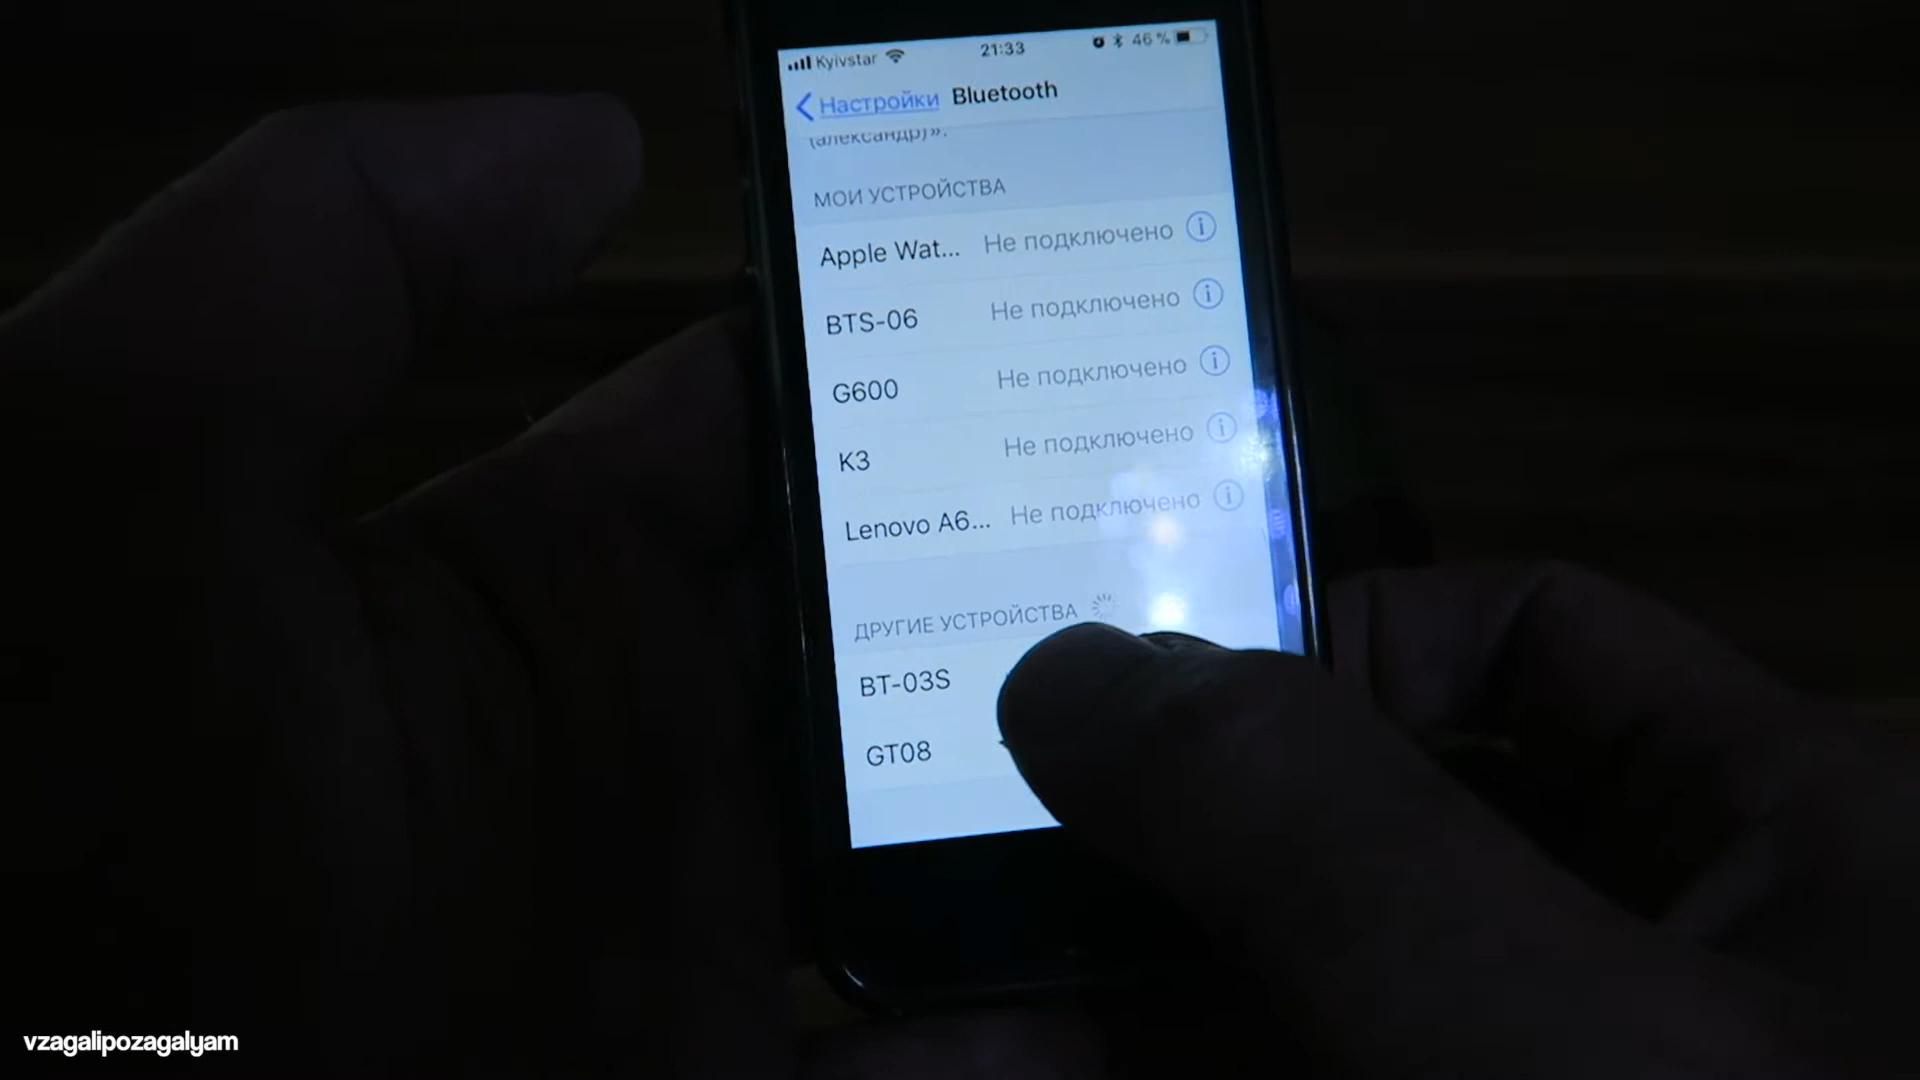 Kyivstar 21:33 46 %
Настройки Bluetooth
(александр)».
МОИ УСТРОЙСТВА
Apple Wat... Не подключено
BTS-06 Не подключено
G600 Не подключено
K3 Не подключено
Lenovo A6... Не подключено
ДРУГИЕ УСТРОЙСТВА
BT-03S
GT08
vzagalipozagalyam